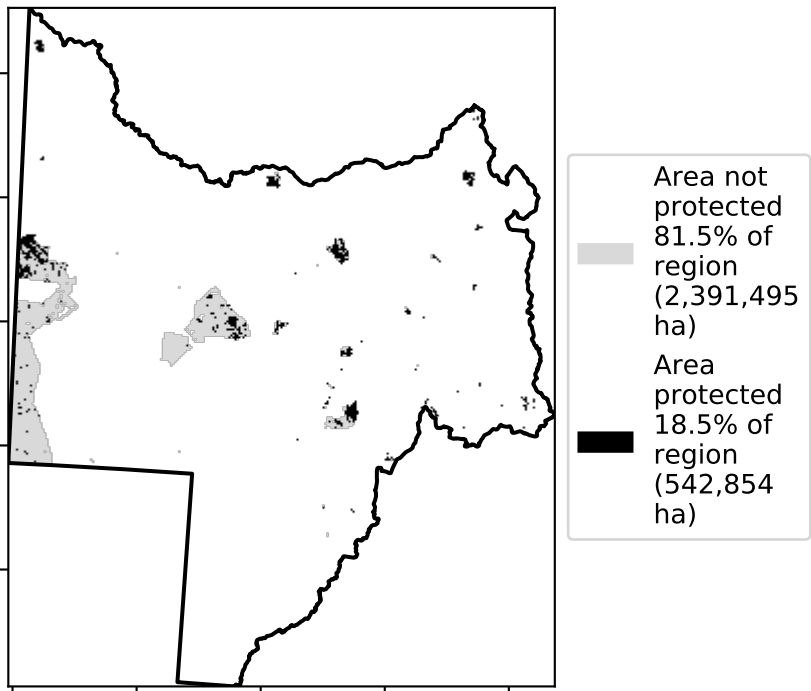 Area not
protected
81.5% of
region
(2,391,495
ha)
Area
protected
18.5% of
region
(542,854
ha)